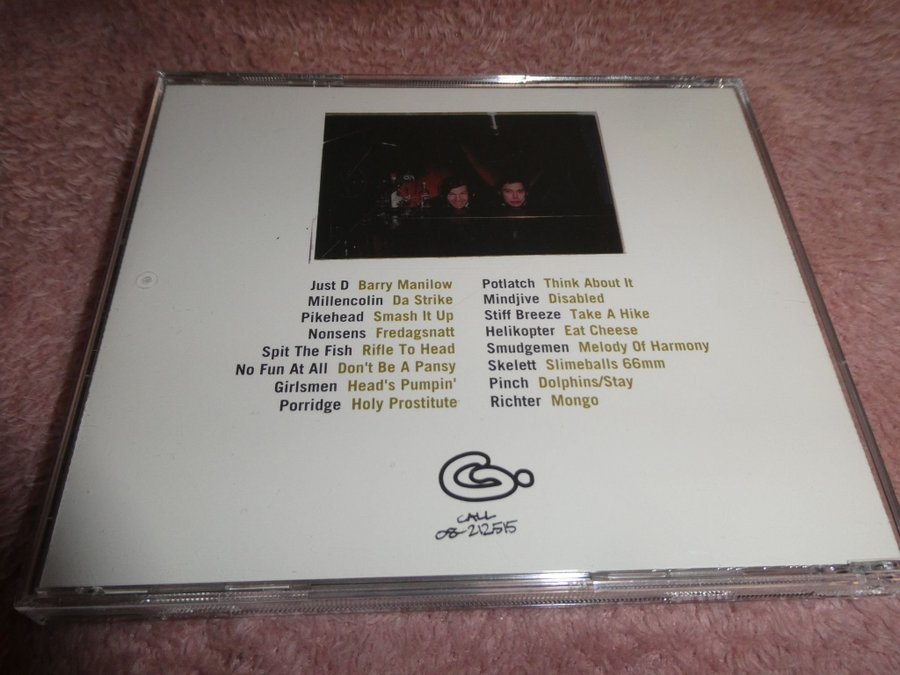 Just D Barry Manilow
Millencolin Da Strike
Pikehead Smash It Up
Nonsens Fredagsnatt
Spit The Fish Rifle To Head
No Fun At All Don't Be A Pansy
Girlsmen Head's Pumpin'
Porridge Holy Prostitute
Potlatch Think About It
Mindjive Disabled
Stiff Breeze Take A Hike
Helikopter Eat Cheese
Smudgemen Melody Of Harmony
Skelett Slimeballs 66mm
Pinch Dolphins/Stay
Richter Mongo
CALL
08-212515